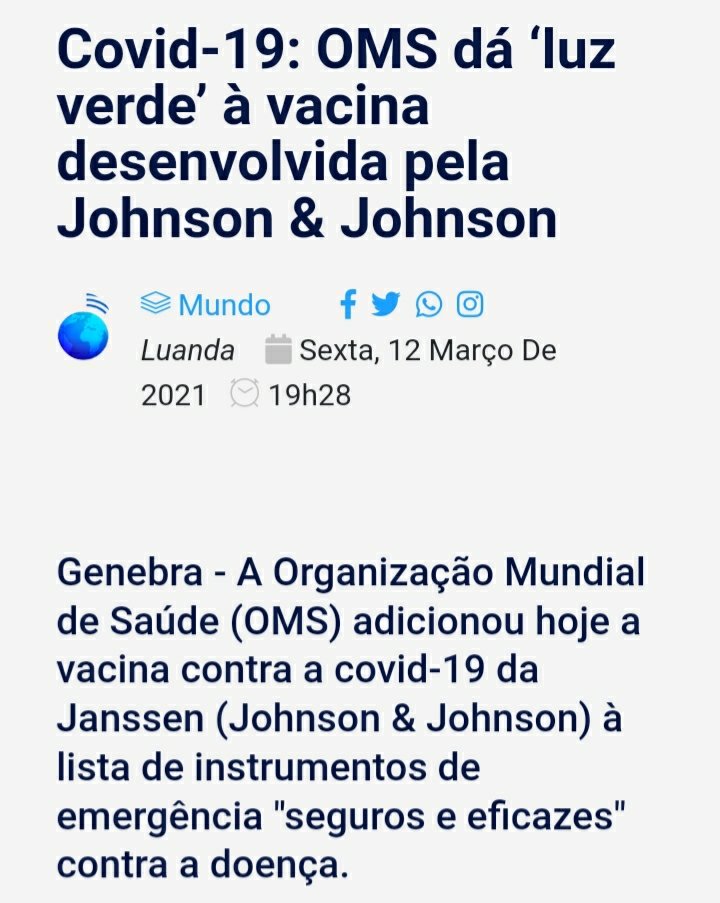 Covid-19: OMS dá ‘luz
verde’ à vacina
desenvolvida pela
Johnson & Johnson
Mundo
Luanda Sexta, 12 Março De
2021 19h28
Genebra - A Organização Mundial
de Saúde (OMS) adicionou hoje a
vacina contra a covid-19 da
Janssen (Johnson & Johnson) à
lista de instrumentos de
emergência "seguros e eficazes"
contra a doença.